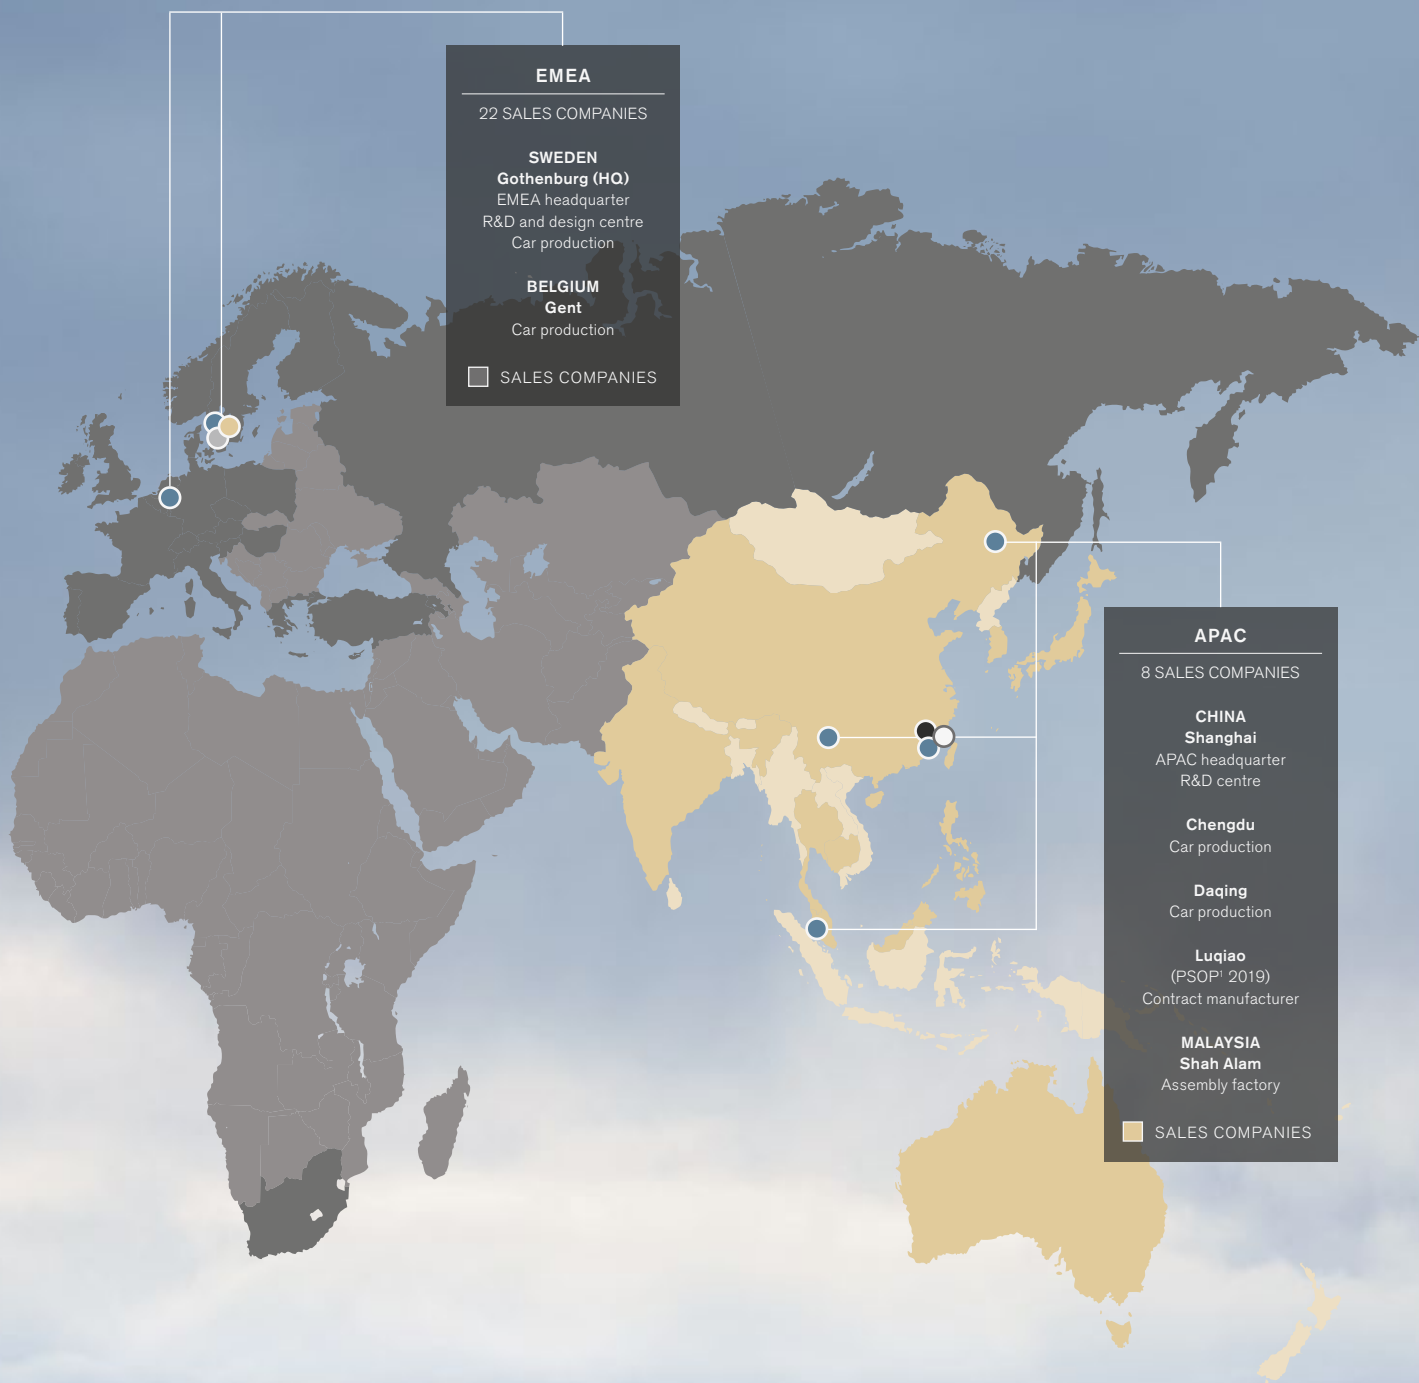 EMEA
22 SALES COMPANIES
SWEDEN
Gothenburg (HQ)
EMEA headquarter
R&D and design centre
Car production
BELGIUM
Gent
Car production
SALES COMPANIES
APAC
8 SALES COMPANIES
CHINA
Shanghai
APAC headquarter
R&D centre
Chengdu
Car production
Daqing
Car production
Luqiao
(PSOP¹ 2019)
Contract manufacturer
MALAYSIA
Shah Alam
Assembly factory
SALES COMPANIES